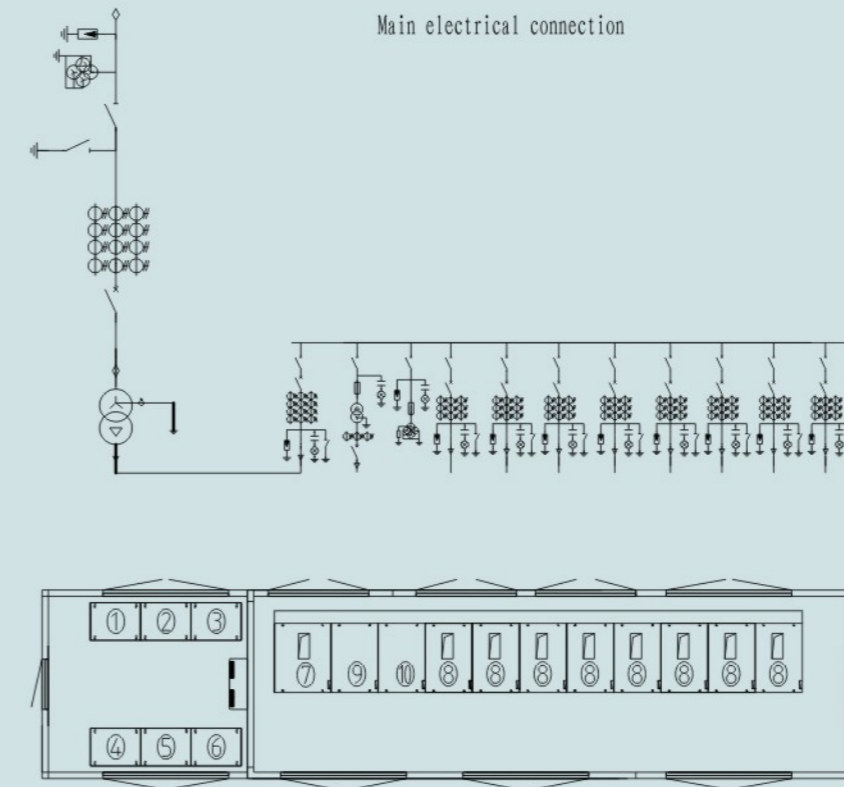 Main electrical connection
① ② ③
⑦ ⑨ ⑩ ⑧ ⑧ ⑧ ⑧ ⑧ ⑧ ⑧ ⑧
④ ⑤ ⑥